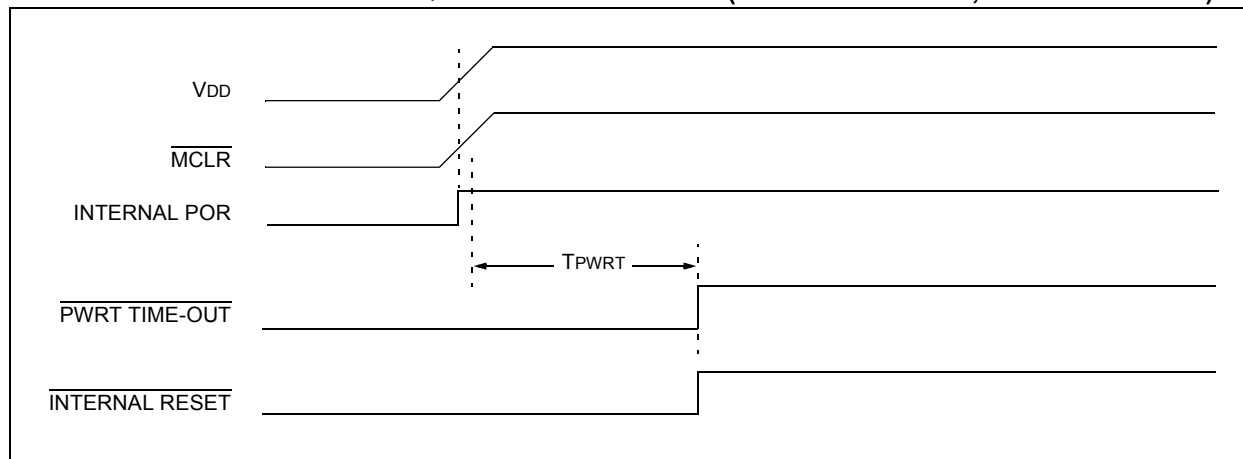 VDD
MCLR
INTERNAL POR
TPWRT
PWRT TIME-OUT
INTERNAL RESET